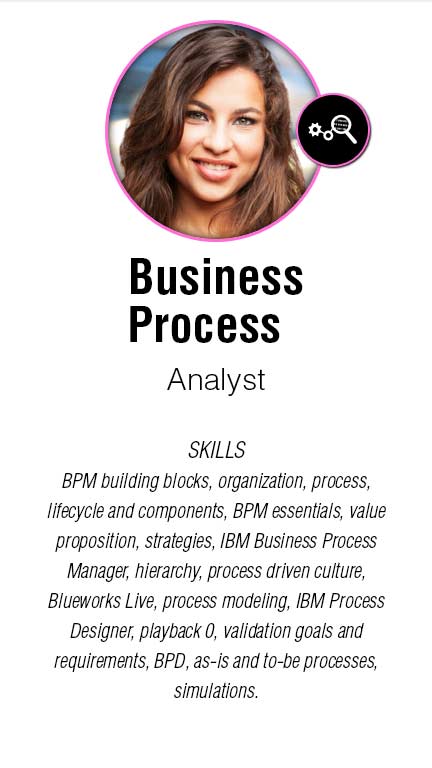 Business
Process
Analyst
SKILLS
BPM building blocks, organization, process,
lifecycle and components, BPM essentials, value
proposition, strategies, IBM Business Process
Manager, hierarchy, process driven culture,
Blueworks Live, process modeling, IBM Process
Designer, playback 0, validation goals and
requirements, BPD, as-is and to-be processes,
simulations.